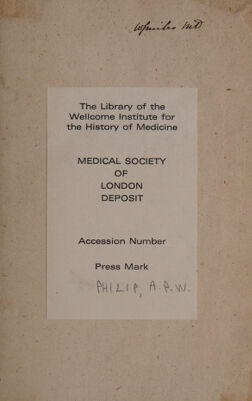 The Library of the
Wellcome Institute for
the History of Medicine
MEDICAL SOCIETY
OF
LONDON
DEPOSIT
Accession Number
Press Mark
PHILIP, A.P.W.